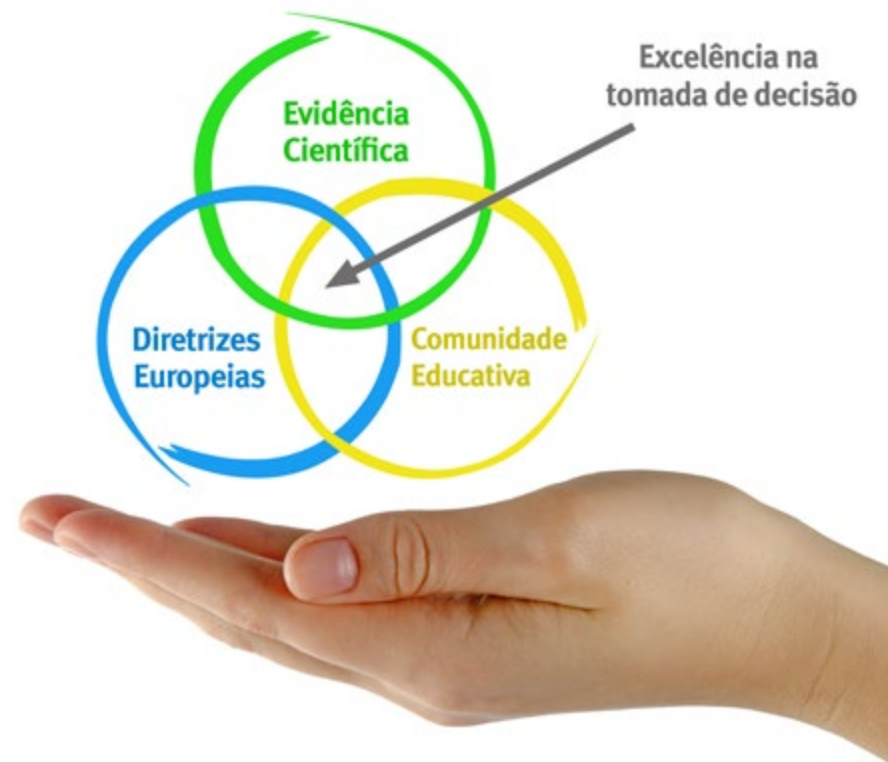 Excelência na
tomada de decisão
Evidência
Científica
Diretrizes
Europeias
Comunidade
Educativa